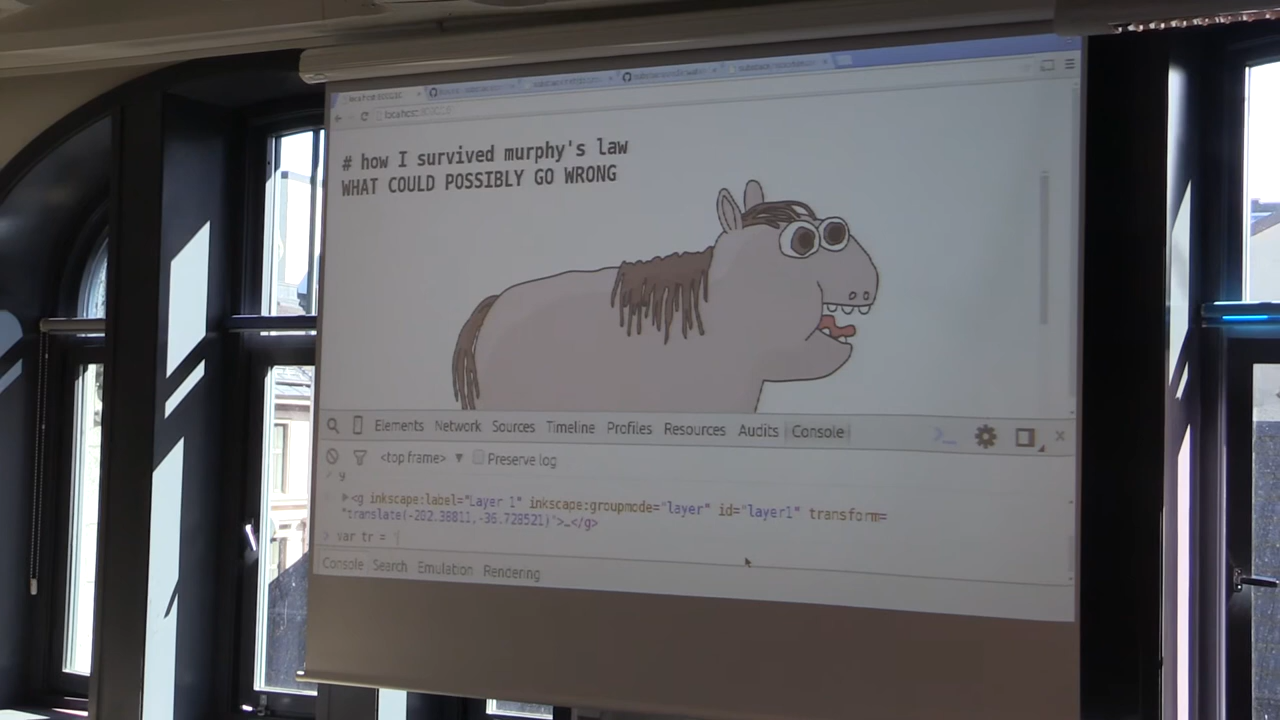 localhost
# how I survived murphy's law
WHAT COULD POSSIBLY GO WRONG
Elements Network Sources Timeline Profiles Resources Audits Console
<top frame> Preserve log
g
<g inkscape:label="Layer 1" inkscape:groupmode="layer" id="layer1" transform=
"translate(-282.38811,-36.728521)">…</g>
> var tr = '
Console Search Emulation Rendering